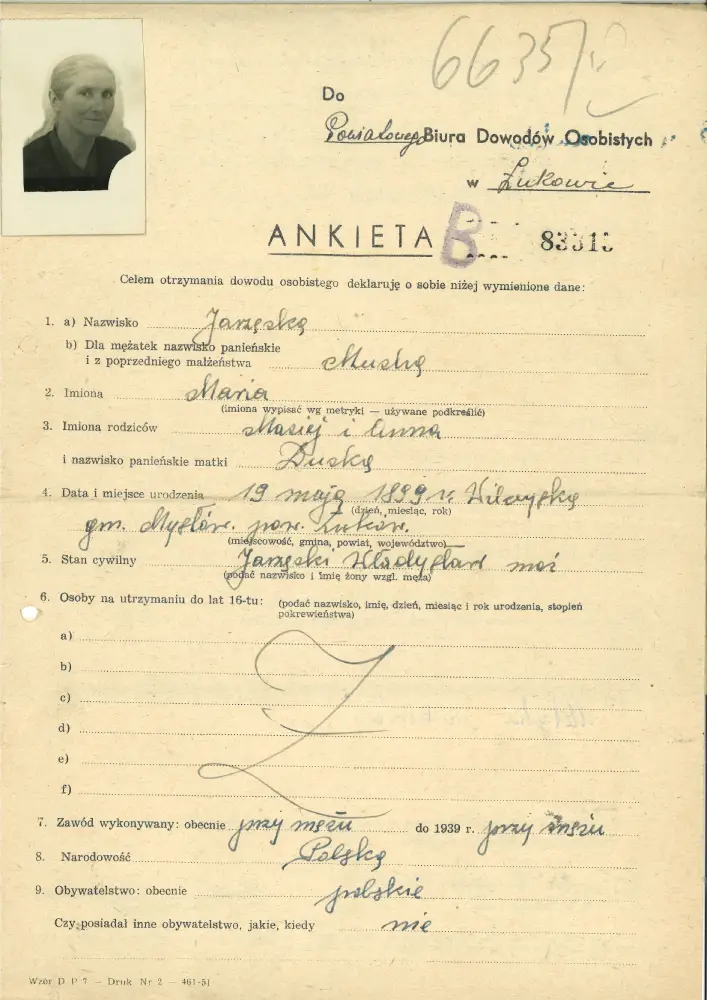 6635/
Do
Powiatowego Biura Dowodów Osobistych
w Łukowie
ANKIETA B 83515
Celem otrzymania dowodu osobistego deklaruję o sobie niżej wymienione dane:
1. a) Nazwisko Jarzęska
b) Dla mężatek nazwisko panieńskie
i z poprzedniego małżeństwa Muska
2. Imiona Maria
(imiona wypisać wg metryki — używane podkreślić)
3. Imiona rodziców Maciej i Anna
i nazwisko panieńskie matki Duska
4. Data i miejsce urodzenia 19 maja 1899 r. Wilczyska
(dzień, miesiąc, rok)
gm. Mysłów. pow. Łuków.
(miejscowość, gmina, powiat, województwo)
5. Stan cywilny Jarzęski Władysław mąż
(podać nazwisko i imię żony wzgl. męża)
6. Osoby na utrzymaniu do lat 16-tu: (podać nazwisko, imię, dzień, miesiąc i rok urodzenia, stopień
pokrewieństwa)
a)
b)
c)
d)
e)
f)
7. Zawód wykonywany: obecnie przy mężu do 1939 r. przy mężu
8. Narodowość Polska
9. Obywatelstwo: obecnie polskie
Czy posiadał inne obywatelstwo, jakie, kiedy nie
Wzór D P 7 — Druk Nr 2 — 461-51